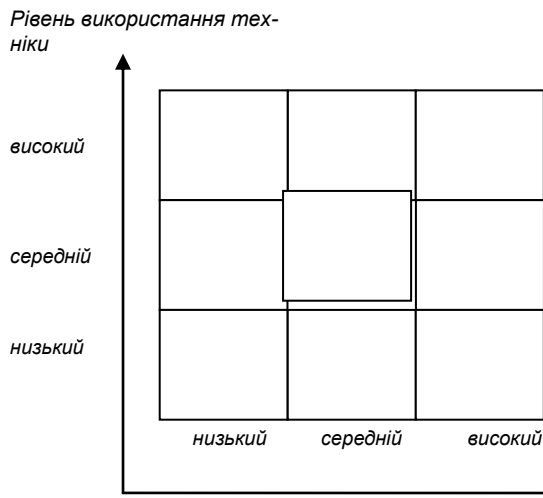 Рівень використання тех-
ніки
високий
середній
низький
низький середній високий